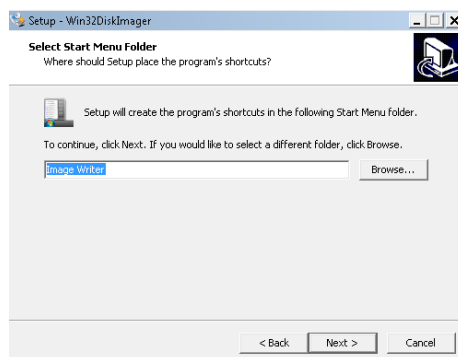 Setup - Win32DiskImager
Select Start Menu Folder
Where should Setup place the program's shortcuts?
Setup will create the program's shortcuts in the following Start Menu folder.
To continue, click Next. If you would like to select a different folder, click Browse.
Image Writer
Browse...
< Back
Next >
Cancel